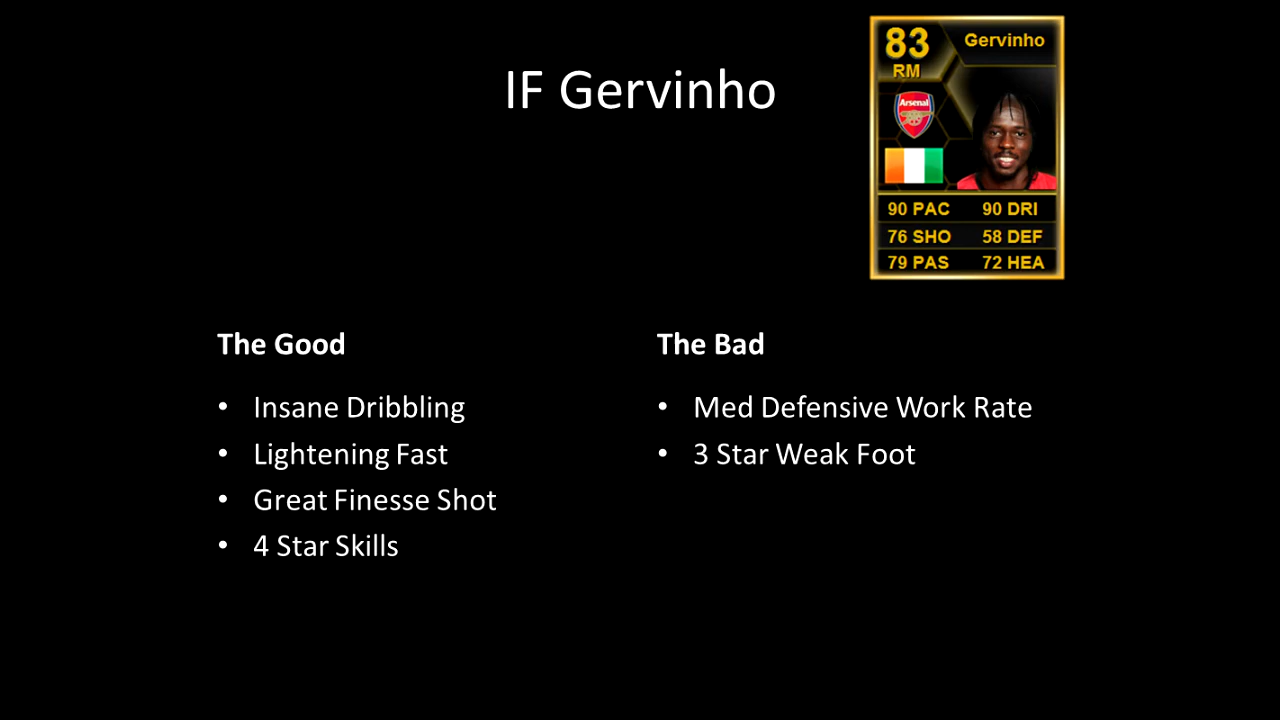 IF Gervinho
83
RM
Gervinho
Arsenal
90 PAC 90 DRI
76 SHO 58 DEF
79 PAS 72 HEA
The Good
• Insane Dribbling
• Lightening Fast
• Great Finesse Shot
• 4 Star Skills
The Bad
• Med Defensive Work Rate
• 3 Star Weak Foot